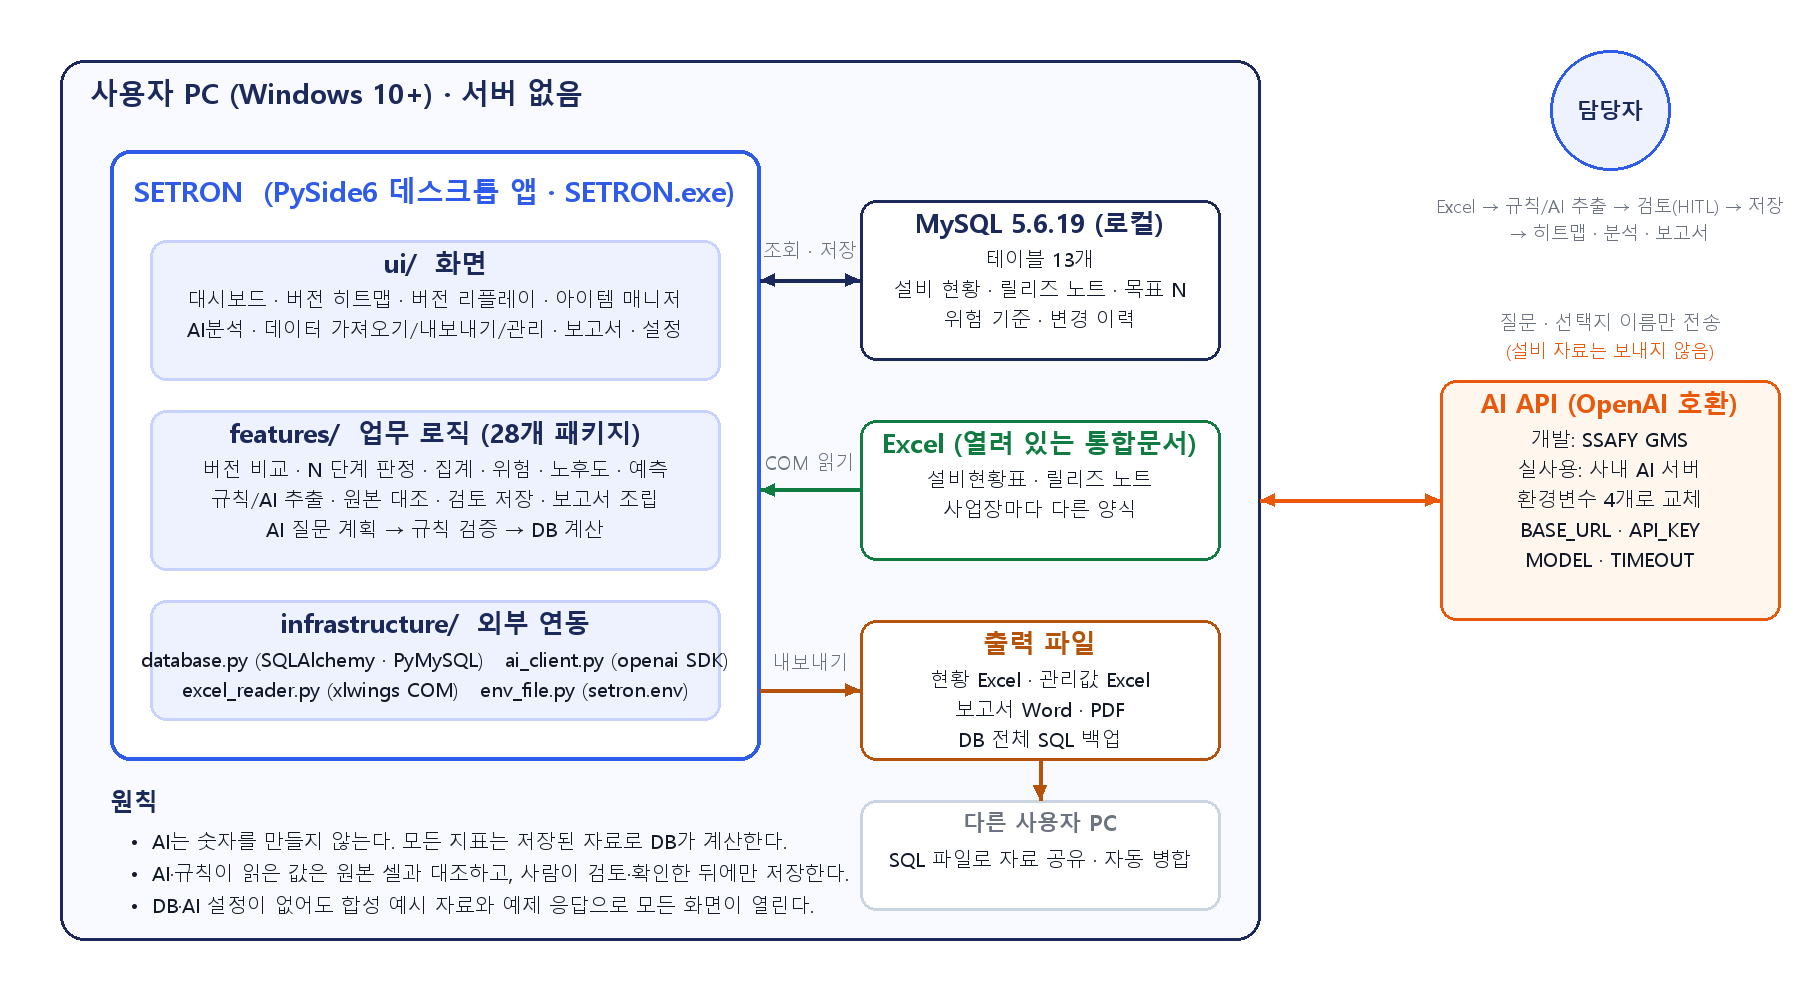 사용자 PC (Windows 10+) · 서버 없음
SETRON (PySide6 데스크톱 앱 · SETRON.exe)
ui/ 화면
대시보드 · 버전 히트맵 · 버전 리플레이 · 아이템 매니저
AI분석 · 데이터 가져오기/내보내기/관리 · 보고서 · 설정
features/ 업무 로직 (28개 패키지)
버전 비교 · N 단계 판정 · 집계 · 위험 · 노후도 · 예측
규칙/AI 추출 · 원본 대조 · 검토 저장 · 보고서 조립
AI 질문 계획 → 규칙 검증 → DB 계산
infrastructure/ 외부 연동
database.py (SQLAlchemy · PyMySQL) ai_client.py (openai SDK)
excel_reader.py (xlwings COM) env_file.py (setron.env)
조회 · 저장
COM 읽기
내보내기
MySQL 5.6.19 (로컬)
테이블 13개
설비 현황 · 릴리즈 노트 · 목표 N
위험 기준 · 변경 이력
Excel (열려 있는 통합문서)
설비현황표 · 릴리즈 노트
사업장마다 다른 양식
출력 파일
현황 Excel · 관리값 Excel
보고서 Word · PDF
DB 전체 SQL 백업
다른 사용자 PC
SQL 파일로 자료 공유 · 자동 병합
원칙
• AI는 숫자를 만들지 않는다. 모든 지표는 저장된 자료로 DB가 계산한다.
• AI·규칙이 읽은 값은 원본 셀과 대조하고, 사람이 검토·확인한 뒤에만 저장한다.
• DB·AI 설정이 없어도 합성 예시 자료와 예제 응답으로 모든 화면이 열린다.
담당자
Excel → 규칙/AI 추출 → 검토(HITL) → 저장
→ 히트맵 · 분석 · 보고서
질문 · 선택지 이름만 전송
(설비 자료는 보내지 않음)
AI API (OpenAI 호환)
개발: SSAFY GMS
실사용: 사내 AI 서버
환경변수 4개로 교체
BASE_URL · API_KEY
MODEL · TIMEOUT